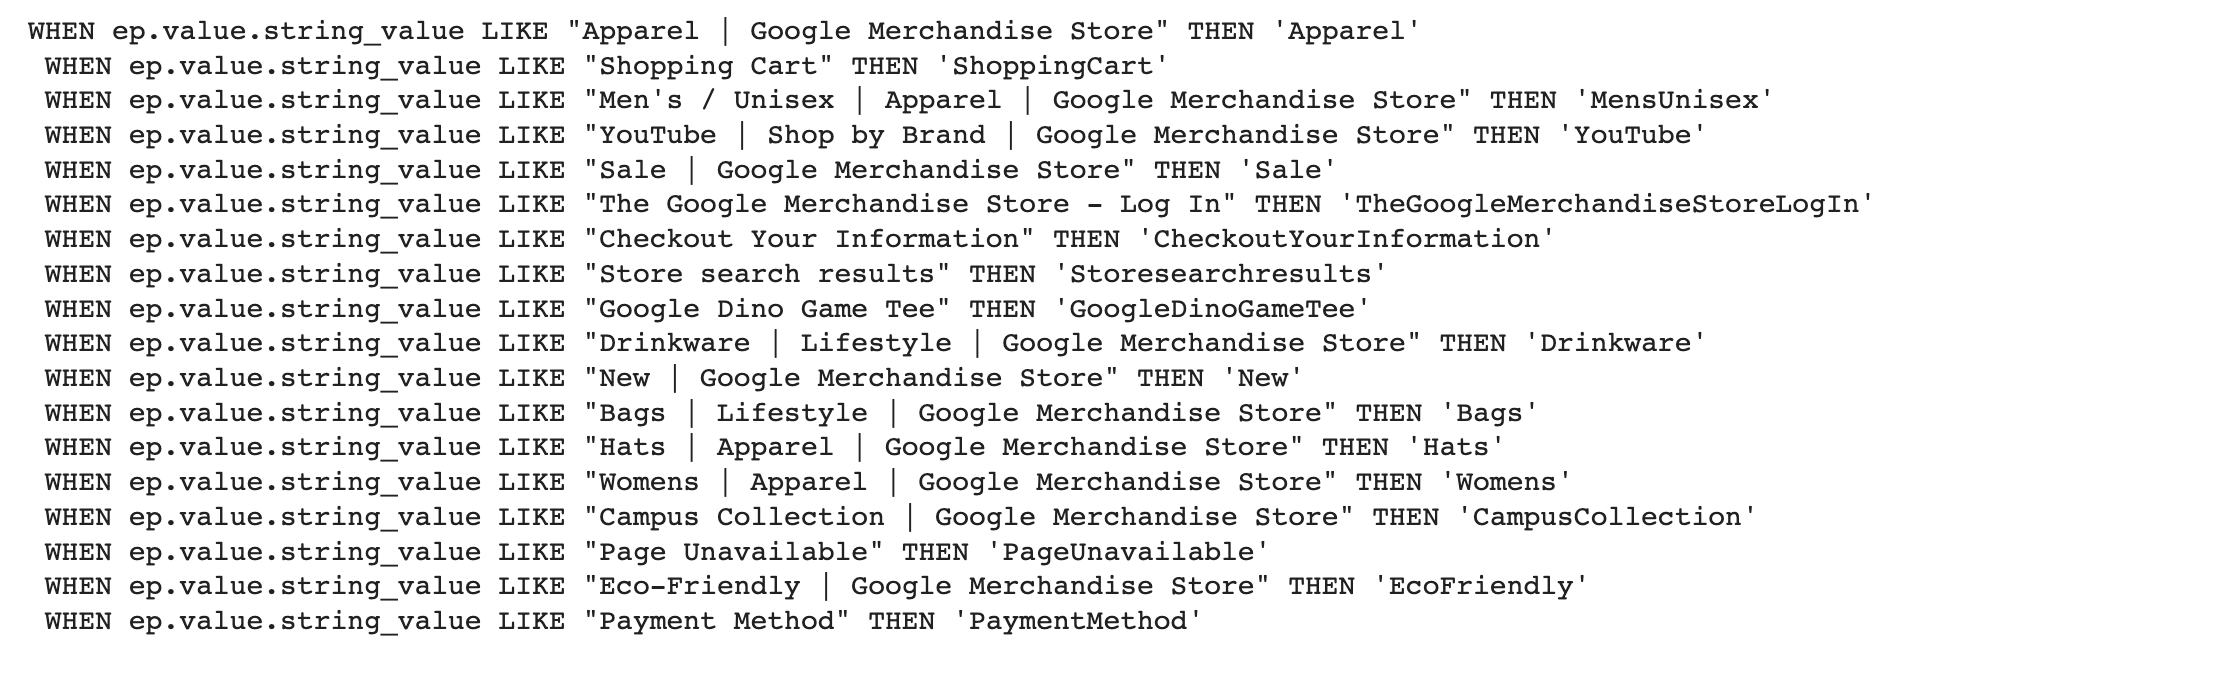 WHEN ep.value.string_value LIKE "Apparel | Google Merchandise Store" THEN 'Apparel'
WHEN ep.value.string_value LIKE "Shopping Cart" THEN 'ShoppingCart'
WHEN ep.value.string_value LIKE "Men's / Unisex | Apparel | Google Merchandise Store" THEN 'MensUnisex'
WHEN ep.value.string_value LIKE "YouTube | Shop by Brand | Google Merchandise Store" THEN 'YouTube'
WHEN ep.value.string_value LIKE "Sale | Google Merchandise Store" THEN 'Sale'
WHEN ep.value.string_value LIKE "The Google Merchandise Store - Log In" THEN 'TheGoogleMerchandiseStoreLogIn'
WHEN ep.value.string_value LIKE "Checkout Your Information" THEN 'CheckoutYourInformation'
WHEN ep.value.string_value LIKE "Store search results" THEN 'Storesearchresults'
WHEN ep.value.string_value LIKE "Google Dino Game Tee" THEN 'GoogleDinoGameTee'
WHEN ep.value.string_value LIKE "Drinkware | Lifestyle | Google Merchandise Store" THEN 'Drinkware'
WHEN ep.value.string_value LIKE "New | Google Merchandise Store" THEN 'New'
WHEN ep.value.string_value LIKE "Bags | Lifestyle | Google Merchandise Store" THEN 'Bags'
WHEN ep.value.string_value LIKE "Hats | Apparel | Google Merchandise Store" THEN 'Hats'
WHEN ep.value.string_value LIKE "Womens | Apparel | Google Merchandise Store" THEN 'Womens'
WHEN ep.value.string_value LIKE "Campus Collection | Google Merchandise Store" THEN 'CampusCollection'
WHEN ep.value.string_value LIKE "Page Unavailable" THEN 'PageUnavailable'
WHEN ep.value.string_value LIKE "Eco-Friendly | Google Merchandise Store" THEN 'EcoFriendly'
WHEN ep.value.string_value LIKE "Payment Method" THEN 'PaymentMethod'